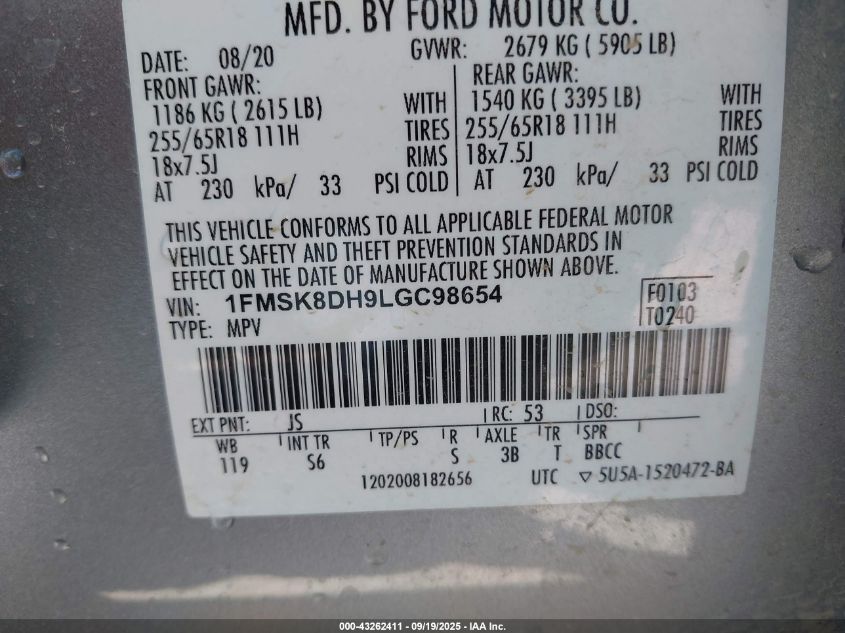 MFD. BY FORD MOTOR CO.
DATE: 08/20 GVWR: 2679 KG ( 5905 LB)
FRONT GAWR: REAR GAWR:
1186 KG ( 2615 LB) WITH 1540 KG ( 3395 LB) WITH
255/65R18 111H TIRES 255/65R18 111H TIRES
18x7.5J RIMS 18x7.5J RIMS
AT 230 kPa/ 33 PSI COLD AT 230 kPa/ 33 PSI COLD
THIS VEHICLE CONFORMS TO ALL APPLICABLE FEDERAL MOTOR
VEHICLE SAFETY AND THEFT PREVENTION STANDARDS IN
EFFECT ON THE DATE OF MANUFACTURE SHOWN ABOVE.
VIN: 1FMSK8DH9LGC98654 F0103
TYPE: MPV T0240
EXT PNT: JS RC: 53 DSO:
WB INT TR TP/PS R AXLE TR SPR
119 S6 S 3B T BBCC
1202008182656 UTC ▽ 5U5A-1520472-BA
000-43262411 - 09/19/2025 - IAA Inc.